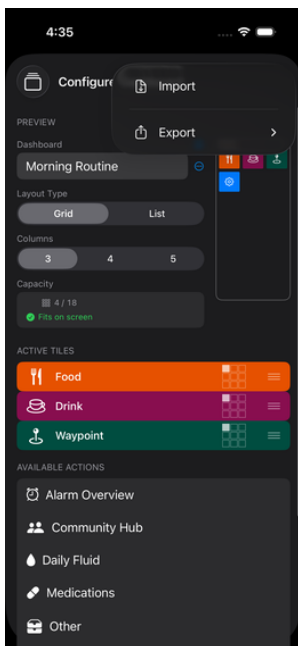 4:35
Configure
Import
Export
PREVIEW
Dashboard
Morning Routine
Layout Type
Grid List
Columns
3 4 5
Capacity
4 / 18
Fits on screen
ACTIVE TILES
Food
Drink
Waypoint
AVAILABLE ACTIONS
Alarm Overview
Community Hub
Daily Fluid
Medications
Other